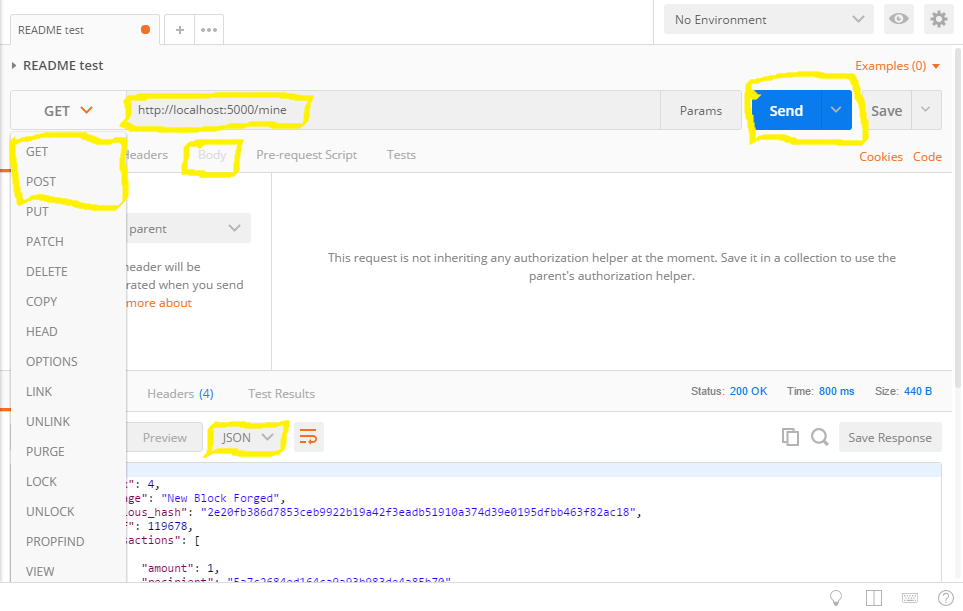 README test
+
•••
No Environment
README test
Examples (0)
GET
http://localhost:5000/mine
Params
Send
Save
GET
POST
PUT
PATCH
DELETE
COPY
HEAD
OPTIONS
LINK
UNLINK
PURGE
LOCK
UNLOCK
PROPFIND
VIEW
Headers
Body
Pre-request Script
Tests
Cookies
Code
parent
header will be
rated when you send
more about
This request is not inheriting any authorization helper at the moment. Save it in a collection to use the
parent's authorization helper.
Headers (4)
Test Results
Status: 200 OK
Time: 800 ms
Size: 440 B
Preview
JSON
Save Response
": 4,
ge": "New Block Forged",
ious_hash": "2e20fb386d7853ceb9922b19a42f3eadb51910a374d39e0195dfbb463f82ac18",
f": 119678,
sactions": [
"amount": 1,